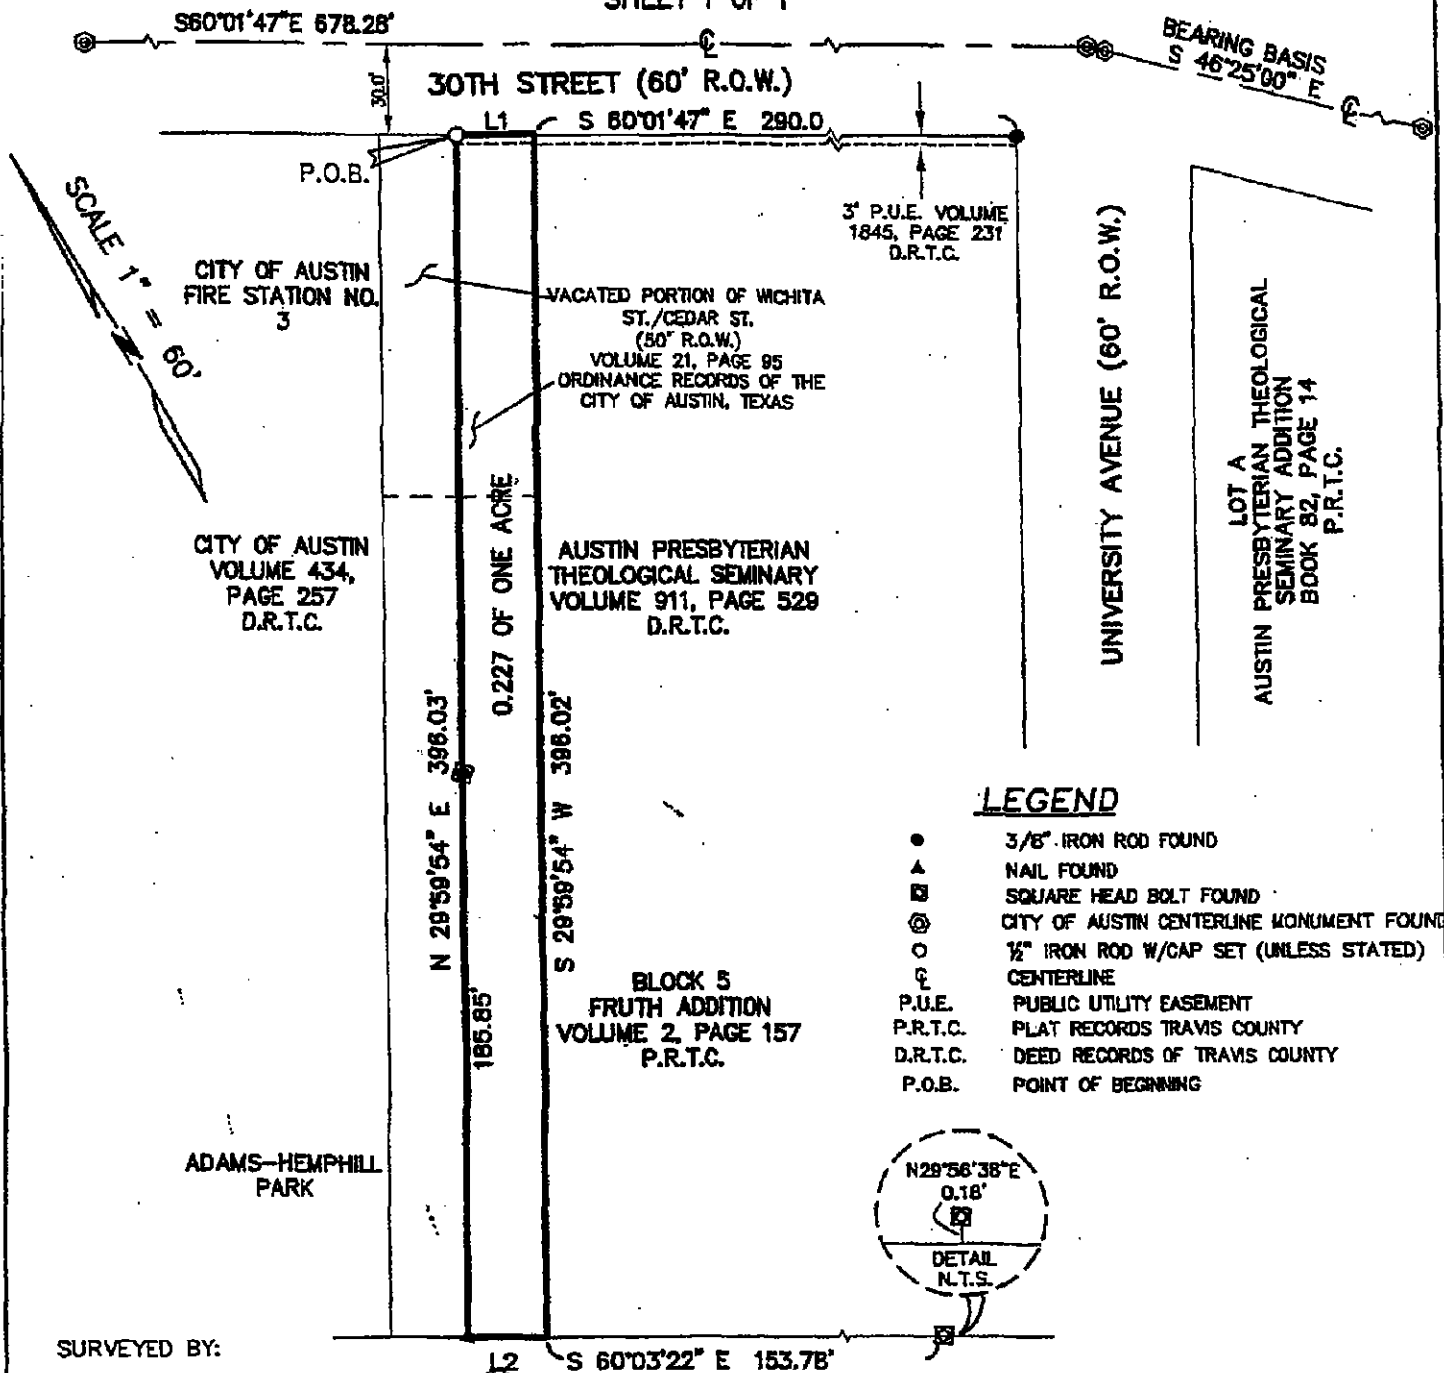 SHEET 1 OF 1
S60°01'47"E 678.28'
BEARING BASIS
S 46°25'00" E
30.0'
30TH STREET (60' R.O.W.)
L1
S 60°01'47" E 290.0
P.O.B.
SCALE 1" = 60'
3' P.U.E. VOLUME
1845, PAGE 231
D.R.T.C.
CITY OF AUSTIN
FIRE STATION NO.
3
VACATED PORTION OF WICHITA
ST./CEDAR ST.
(50' R.O.W.)
VOLUME 21, PAGE 95
ORDINANCE RECORDS OF THE
CITY OF AUSTIN, TEXAS
UNIVERSITY AVENUE (60' R.O.W.)
LOT A
AUSTIN PRESBYTERIAN THEOLOGICAL
SEMINARY ADDITION
BOOK 82, PAGE 14
P.R.T.C.
CITY OF AUSTIN
VOLUME 434,
PAGE 257
D.R.T.C.
0.227 OF ONE ACRE
AUSTIN PRESBYTERIAN
THEOLOGICAL SEMINARY
VOLUME 911, PAGE 529
D.R.T.C.
N 29°59'54" E 396.03'
S 29°59'54" W 396.02'
185.85'
BLOCK 5
FRUTH ADDITION
VOLUME 2, PAGE 157
P.R.T.C.
LEGEND
3/8" IRON ROD FOUND
NAIL FOUND
SQUARE HEAD BOLT FOUND
CITY OF AUSTIN CENTERLINE MONUMENT FOUND
½" IRON ROD W/CAP SET (UNLESS STATED)
CENTERLINE
P.U.E. PUBLIC UTILITY EASEMENT
P.R.T.C. PLAT RECORDS TRAVIS COUNTY
D.R.T.C. DEED RECORDS OF TRAVIS COUNTY
P.O.B. POINT OF BEGINNING
ADAMS-HEMPHILL
PARK
N29°56'38"E
0.18'
DETAIL
N.T.S.
SURVEYED BY:
L2
S 60°03'22" E 153.78'